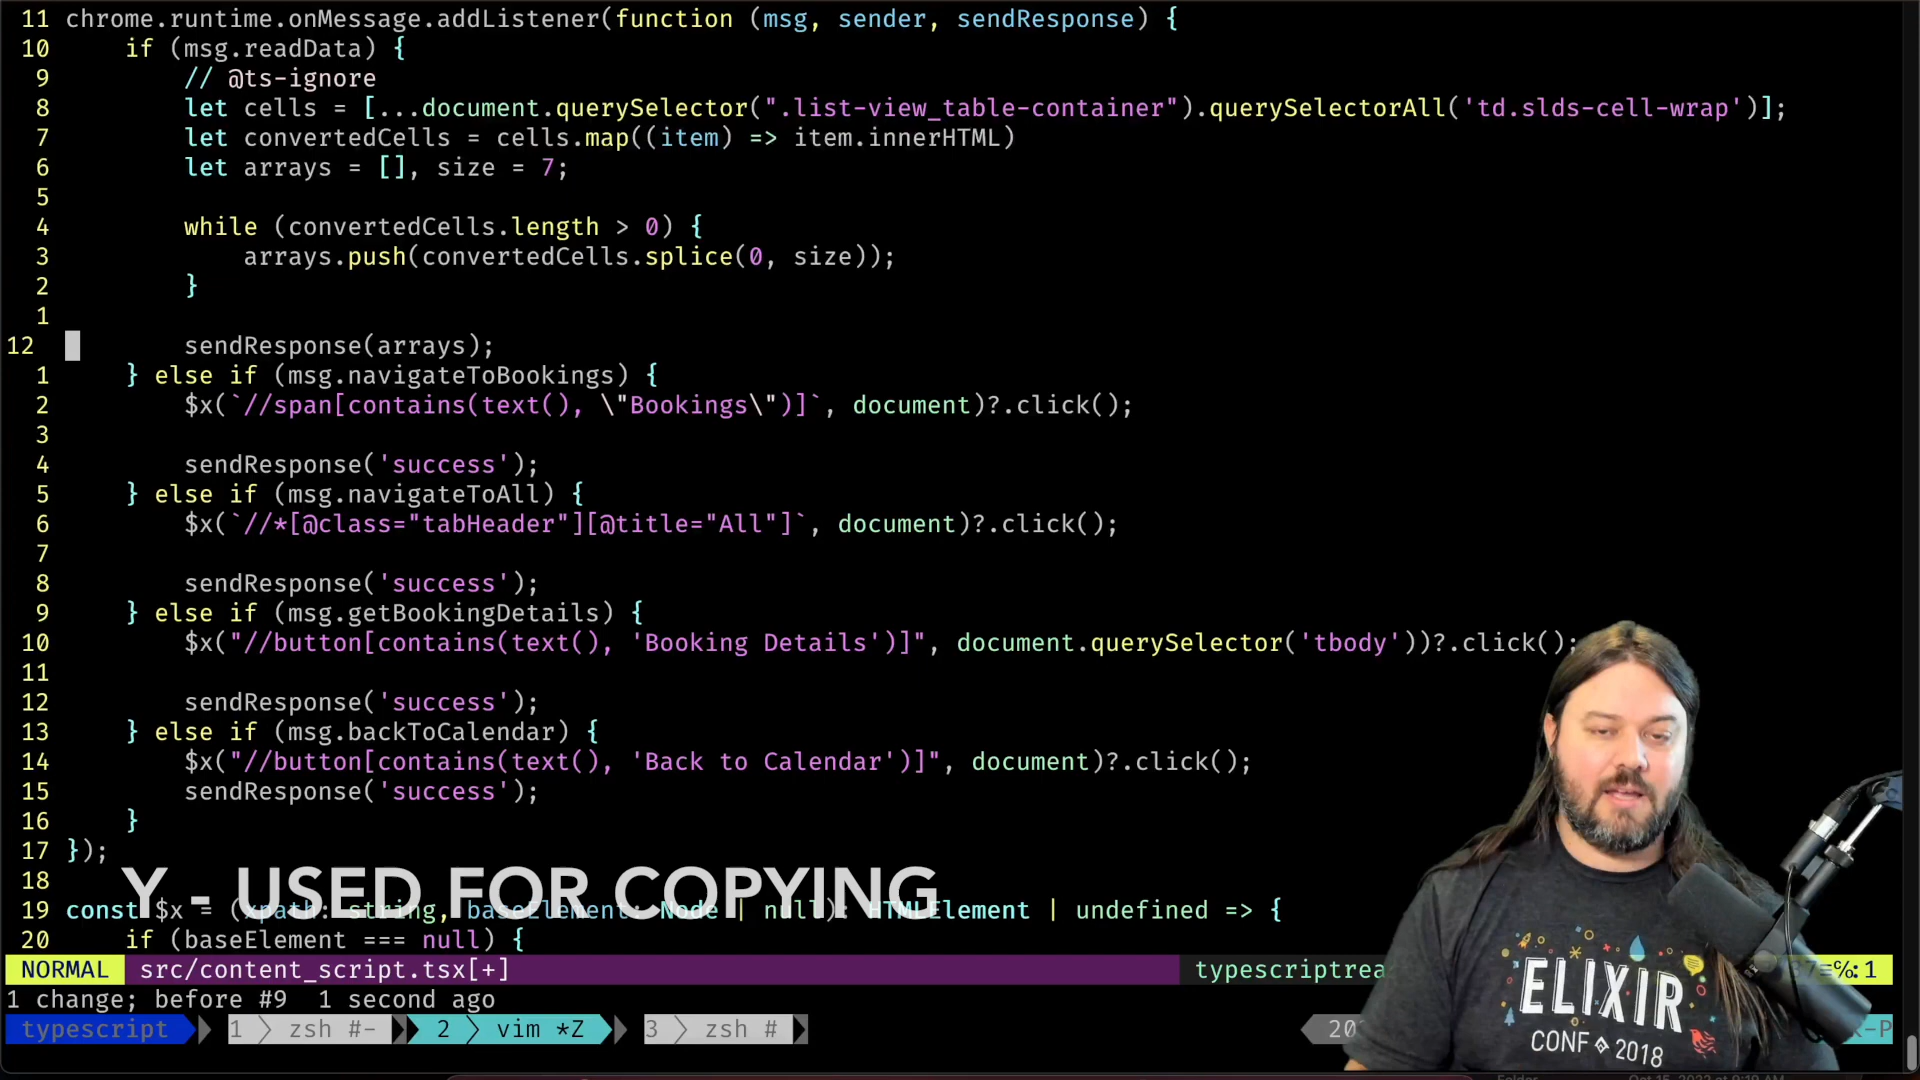 11 chrome.runtime.onMessage.addListener(function (msg, sender, sendResponse) {
10     if (msg.readData) {
9         // @ts-ignore
8         let cells = [...document.querySelector(".list-view_table-container").querySelectorAll('td.slds-cell-wrap')];
7         let convertedCells = cells.map((item) => item.innerHTML)
6         let arrays = [], size = 7;
5
4         while (convertedCells.length > 0) {
3             arrays.push(convertedCells.splice(0, size));
2         }
1
12         sendResponse(arrays);
1     } else if (msg.navigateToBookings) {
2         $x(`//span[contains(text(), \"Bookings\")]`, document)?.click();
3
4         sendResponse('success');
5     } else if (msg.navigateToAll) {
6         $x(`//*[@class="tabHeader"][@title="All"]`, document)?.click();
7
8         sendResponse('success');
9     } else if (msg.getBookingDetails) {
10         $x("//button[contains(text(), 'Booking Details')]", document.querySelector('tbody'))?.click();
11
12         sendResponse('success');
13     } else if (msg.backToCalendar) {
14         $x("//button[contains(text(), 'Back to Calendar')]", document)?.click();
15         sendResponse('success');
16     }
17 });
18
Y - USED FOR COPYING
19 const $x = (xpath: string, baseElement: Node | null): HTMLElement | undefined => {
20     if (baseElement === null) {
NORMAL src/content_script.tsx[+] typescriptrea :1
1 change; before #9  1 second ago
typescript 1 zsh #- 2 vim *Z 3 zsh # 20
ELIXIR
CONF 2018